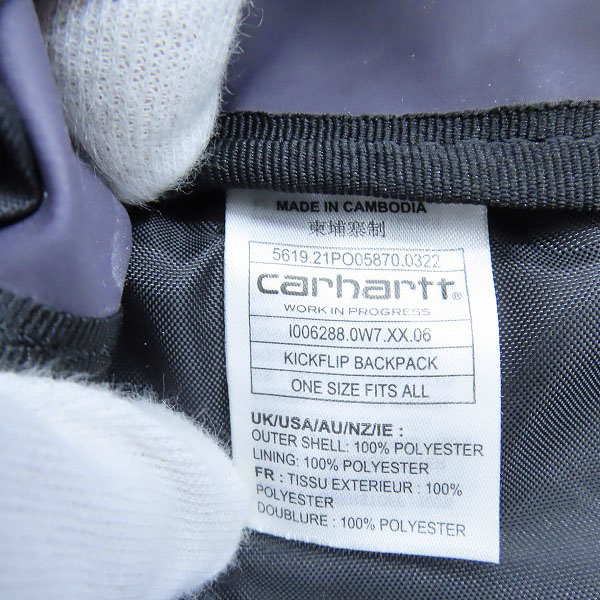 MADE IN CAMBODIA
柬埔寨制
5619.21PO05870.0322
carhartt®
WORK IN PROGRESS
I006288.0W7.XX.06
KICKFLIP BACKPACK
ONE SIZE FITS ALL
UK/USA/AU/NZ/IE :
OUTER SHELL: 100% POLYESTER
LINING: 100% POLYESTER
FR : TISSU EXTERIEUR : 100%
POLYESTER
DOUBLURE : 100% POLYESTER